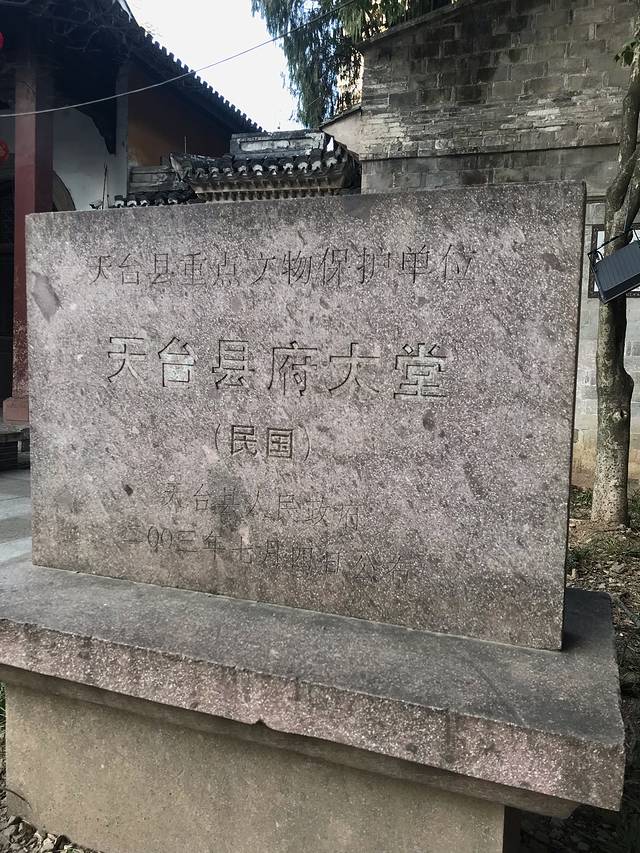 天台县重点文物保护单位
天台县府大堂
（民国）
天台县人民政府
二00三年七月四日公布